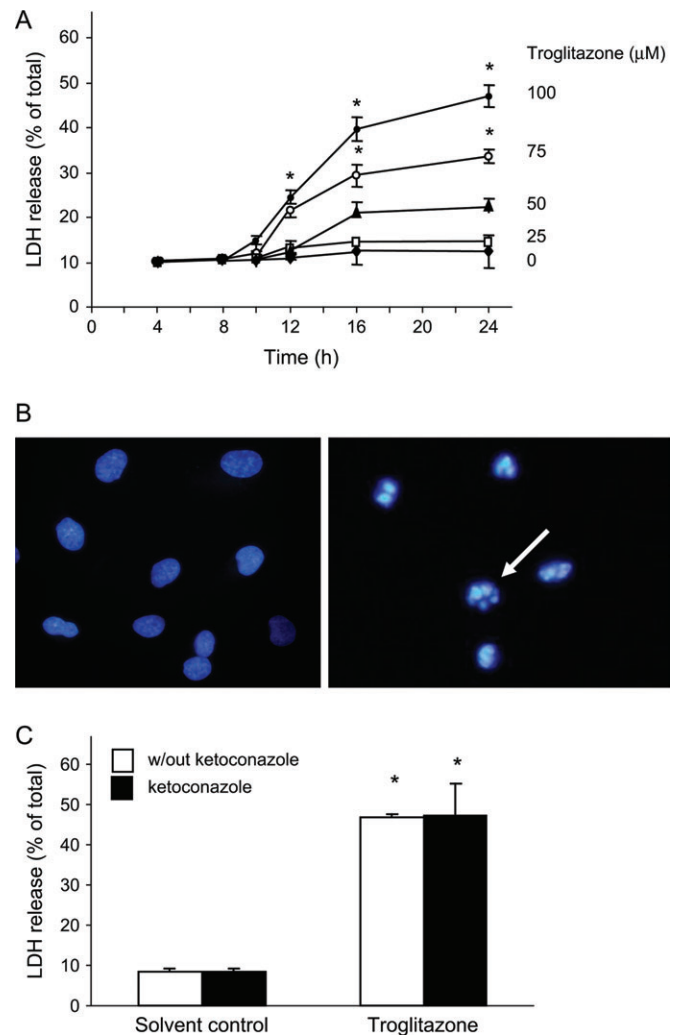 A
LDH release (% of total)
60
50
40
30
20
10
0
0 4 8 12 16 20 24
Time (h)
* * * * *
Troglitazone (μM)
100
75
50
25
0
B
C
LDH release (% of total)
60
50
40
30
20
10
0
w/out ketoconazole
ketoconazole
* *
Solvent control Troglitazone